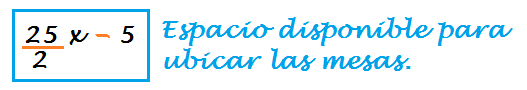 25/2 x - 5
Espacio disponible para
ubicar las mesas.